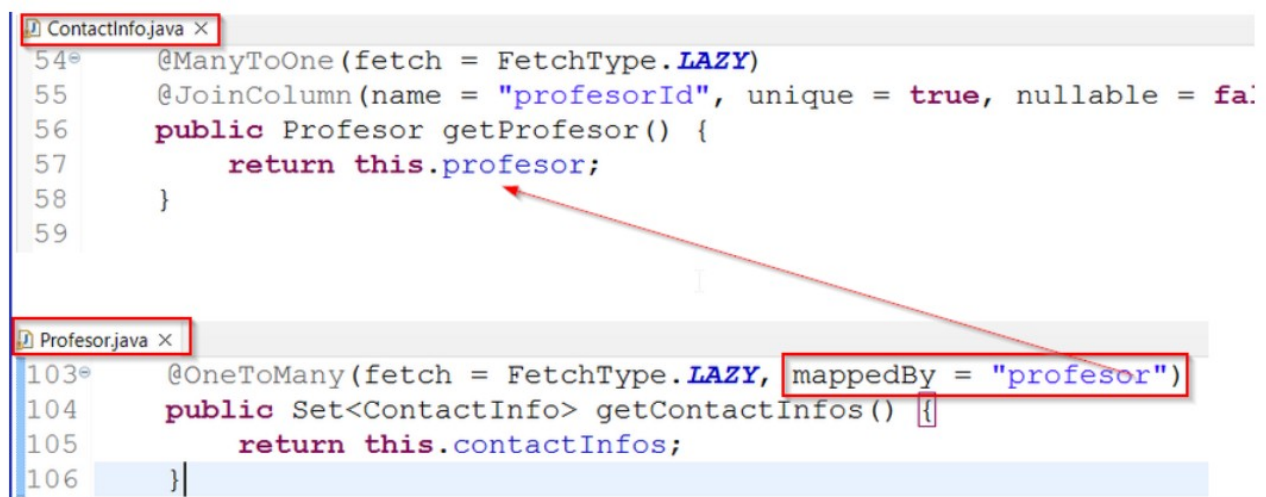 ContactInfo.java ×
54 @ManyToOne(fetch = FetchType.LAZY)
55 @JoinColumn(name = "profesorId", unique = true, nullable = fal
56 public Profesor getProfesor() {
57 return this.profesor;
58 }
59
Profesor.java ×
103 @OneToMany(fetch = FetchType.LAZY, mappedBy = "profesor")
104 public Set<ContactInfo> getContactInfos() {
105 return this.contactInfos;
106 }